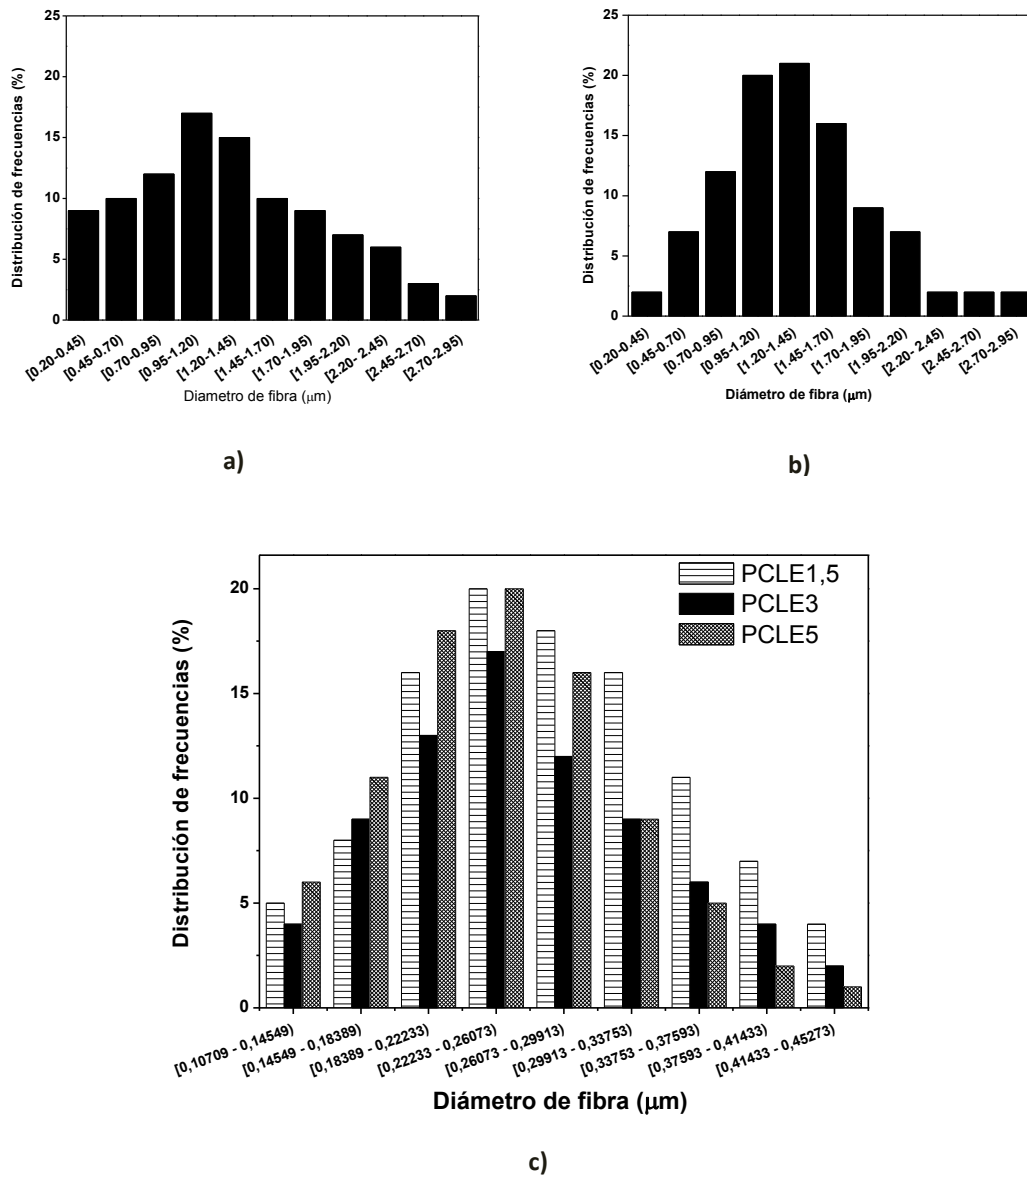 25
20
15
10
5
0
Distribución de frecuencias (%)
[0.20-0.45)
[0.45-0.70)
[0.70-0.95)
[0.95-1.20)
[1.20-1.45)
[1.45-1.70)
[1.70-1.95)
[1.95-2.20)
[2.20- 2.45)
[2.45-2.70)
[2.70-2.95)
Diametro de fibra (μm)
a)
25
20
15
10
5
0
Distribución de frecuencias (%)
[0.20-0.45)
[0.45-0.70)
[0.70-0.95)
[0.95-1.20)
[1.20-1.45)
[1.45-1.70)
[1.70-1.95)
[1.95-2.20)
[2.20- 2.45)
[2.45-2.70)
[2.70-2.95)
Diámetro de fibra (μm)
b)
PCLE1,5
PCLE3
PCLE5
20
15
10
5
0
Distribución de frecuencias (%)
[0,10709 - 0,14549)
[0,14549 - 0,18389)
[0,18389 - 0,22233)
[0,22233 - 0,26073)
[0,26073 - 0,29913)
[0,29913 - 0,33753)
[0,33753 - 0,37593)
[0,37593 - 0,41433)
[0,41433 - 0,45273)
Diámetro de fibra (μm)
c)